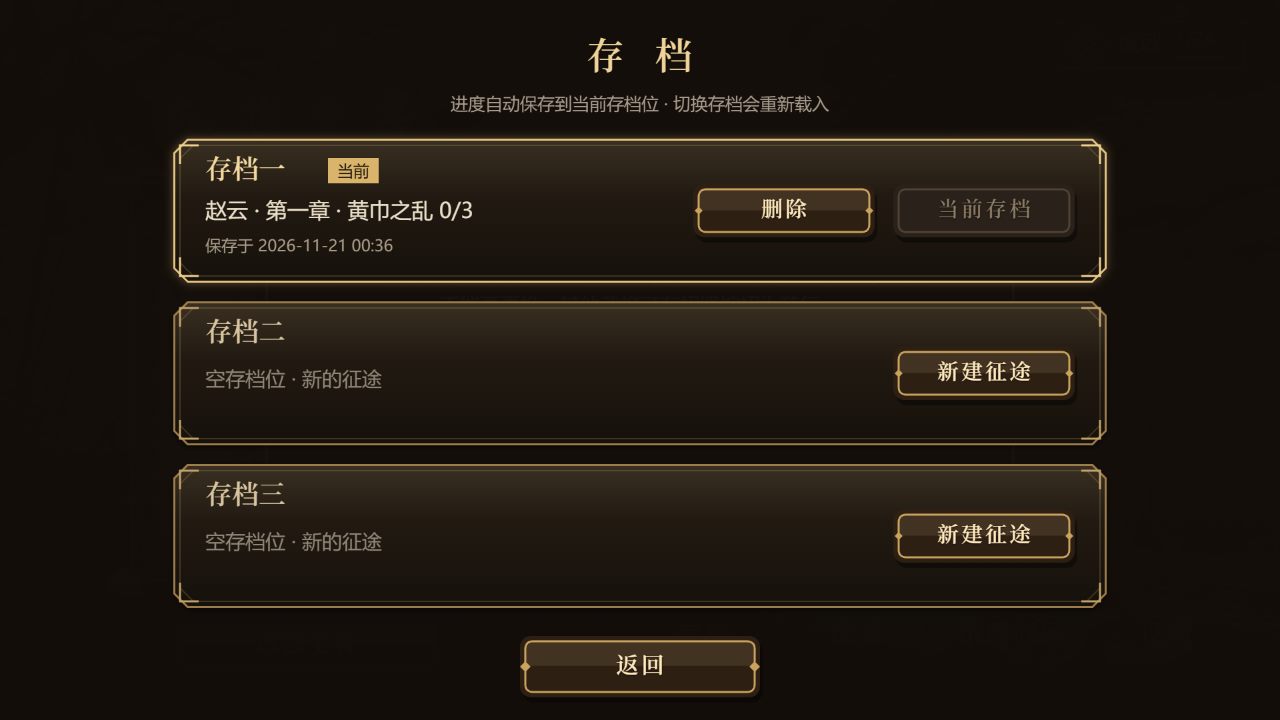 存 档
进度自动保存到当前存档位 · 切换存档会重新载入
存档一 当前
赵云 · 第一章 · 黄巾之乱 0/3
保存于 2026-11-21 00:36
删除
当前存档
存档二
空存档位 · 新的征途
新建征途
存档三
空存档位 · 新的征途
新建征途
返回